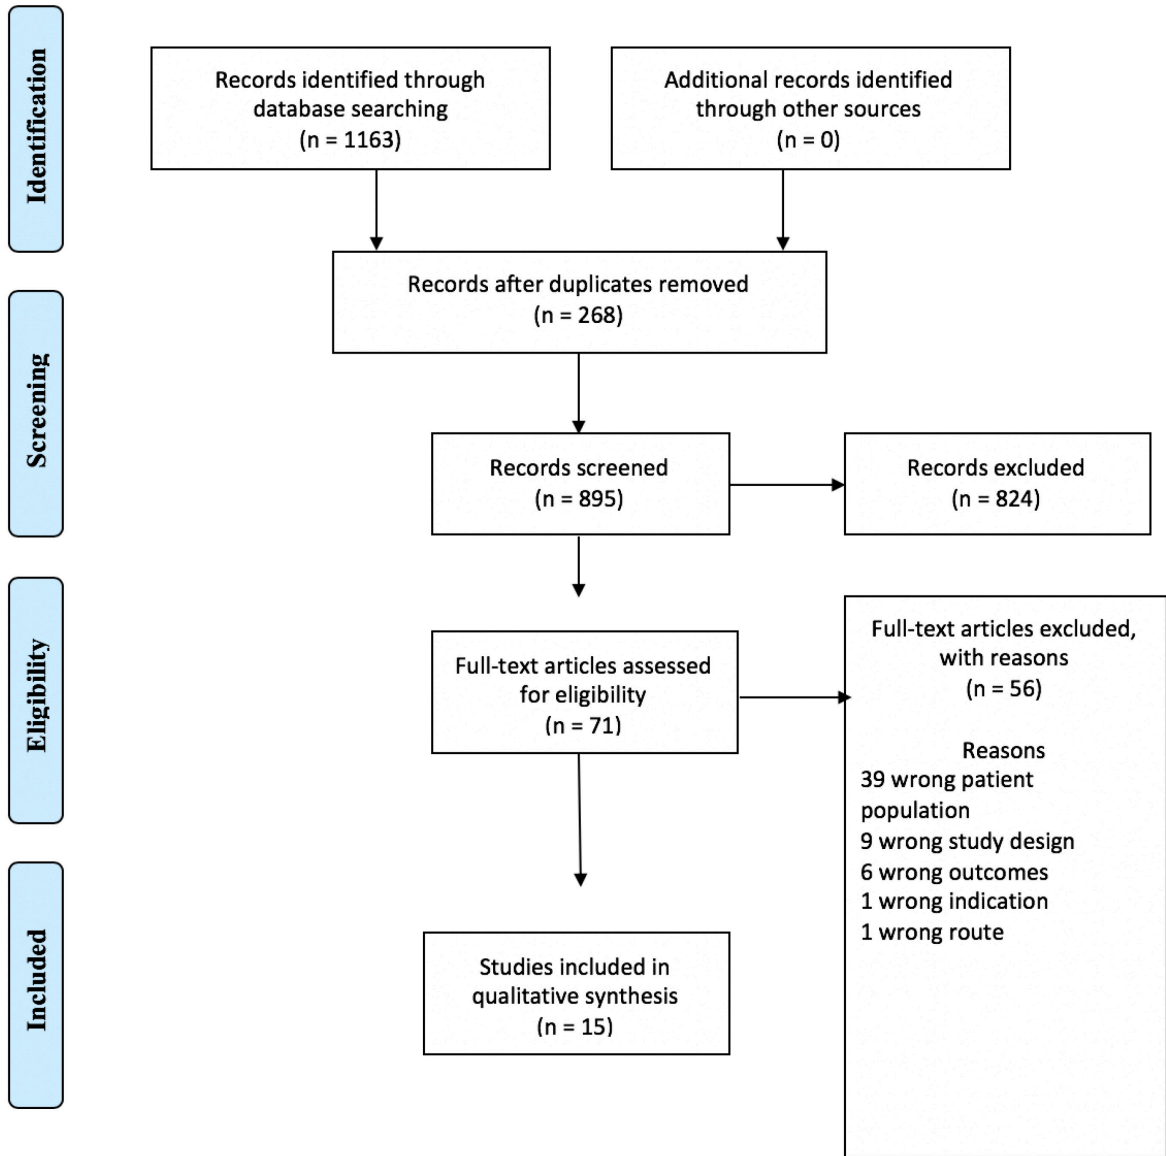 Identification
Records identified through
database searching
(n = 1163)
Additional records identified
through other sources
(n = 0)
Records after duplicates removed
(n = 268)
Screening
Records screened
(n = 895)
Records excluded
(n = 824)
Eligibility
Full-text articles assessed
for eligibility
(n = 71)
Full-text articles excluded,
with reasons
(n = 56)
Reasons
39 wrong patient
population
9 wrong study design
6 wrong outcomes
1 wrong indication
1 wrong route
Included
Studies included in
qualitative synthesis
(n = 15)